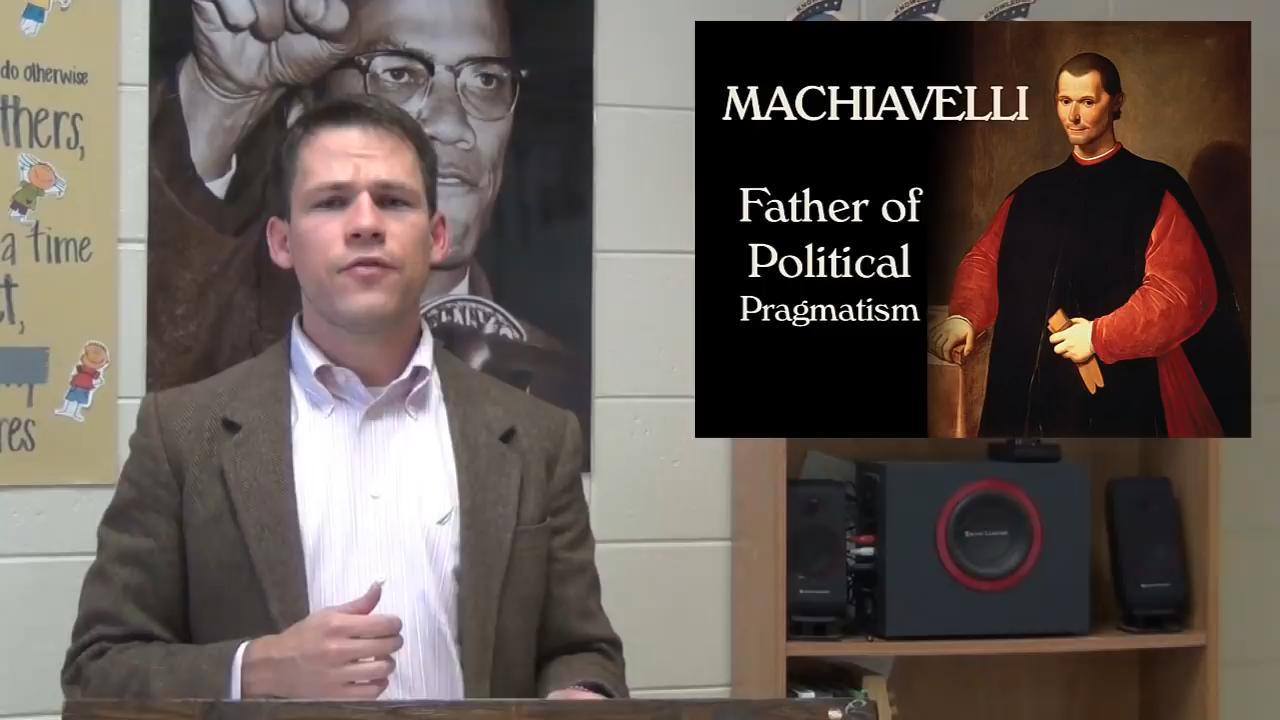 do otherwise
thers,
a time
t,
res
MACHIAVELLI
Father of
Political
Pragmatism